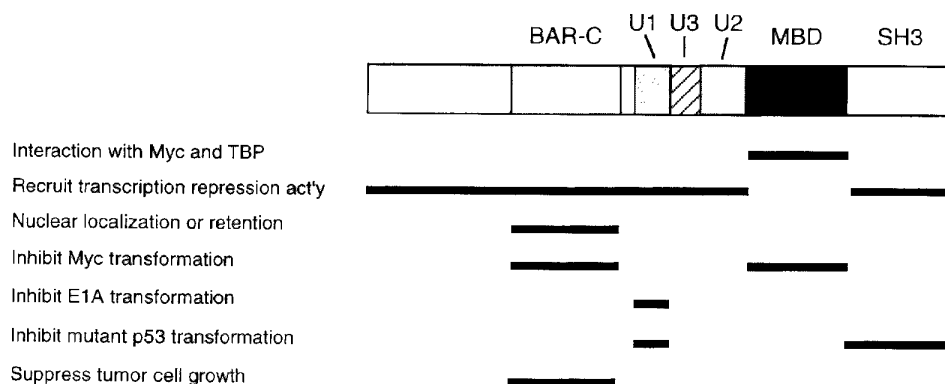 U1 U3 U2
BAR-C MBD SH3
Interaction with Myc and TBP
Recruit transcription repression act'y
Nuclear localization or retention
Inhibit Myc transformation
Inhibit E1A transformation
Inhibit mutant p53 transformation
Suppress tumor cell growth